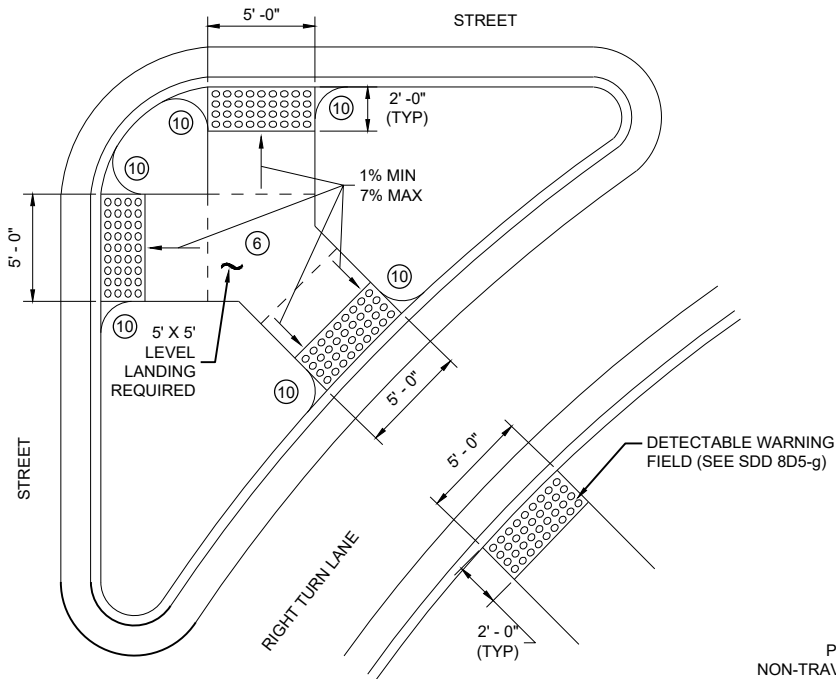 5' -0"
STREET
2' -0"
(TYP)
10
10
10
1% MIN
7% MAX
5' - 0"
6
10
10
5' X 5'
LEVEL
LANDING
REQUIRED
10
5' - 0"
STREET
5' - 0"
DETECTABLE WARNING
FIELD (SEE SDD 8D5-g)
RIGHT TURN LANE
2' - 0"
(TYP)
P
NON-TRAV